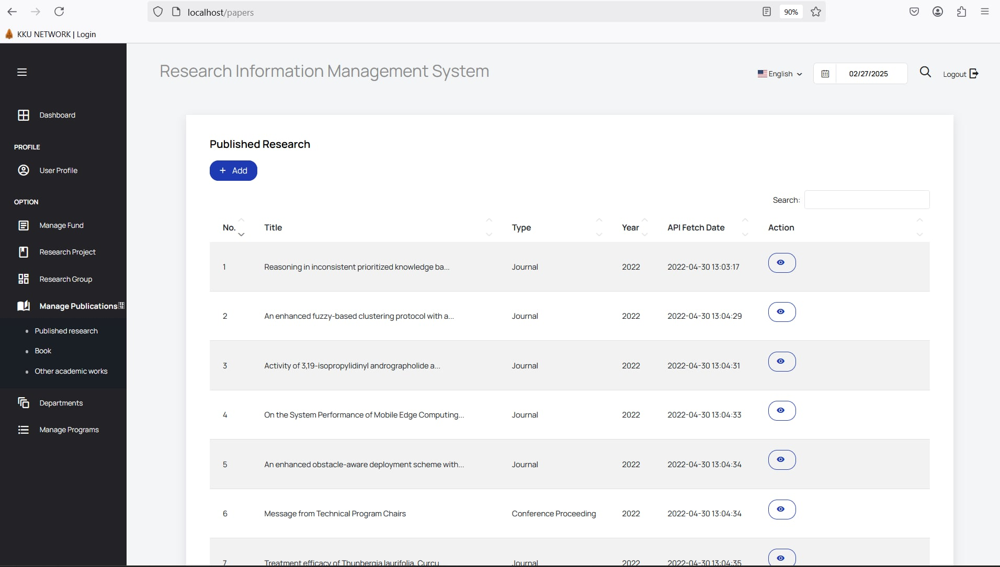 localhost/papers
90%
KKU NETWORK | Login
Research Information Management System
English
02/27/2025
Logout
Dashboard
PROFILE
User Profile
OPTION
Manage Fund
Research Project
Research Group
Manage Publications
Published research
Book
Other academic works
Departments
Manage Programs
Published Research
+ Add
Search:
No. Title Type Year API Fetch Date Action
1 Reasoning in inconsistent prioritized knowledge ba... Journal 2022 2022-04-30 13:03:17
2 An enhanced fuzzy-based clustering protocol with a... Journal 2022 2022-04-30 13:04:29
3 Activity of 3,19-isopropylidinyl andrographolide a... Journal 2022 2022-04-30 13:04:31
4 On the System Performance of Mobile Edge Computing... Journal 2022 2022-04-30 13:04:33
5 An enhanced obstacle-aware deployment scheme with... Journal 2022 2022-04-30 13:04:34
6 Message from Technical Program Chairs Conference Proceeding 2022 2022-04-30 13:04:34
7 Treatment efficacy of Thunbergia laurifolia, Curcu Journal 2022 2022-04-30 13:04:35